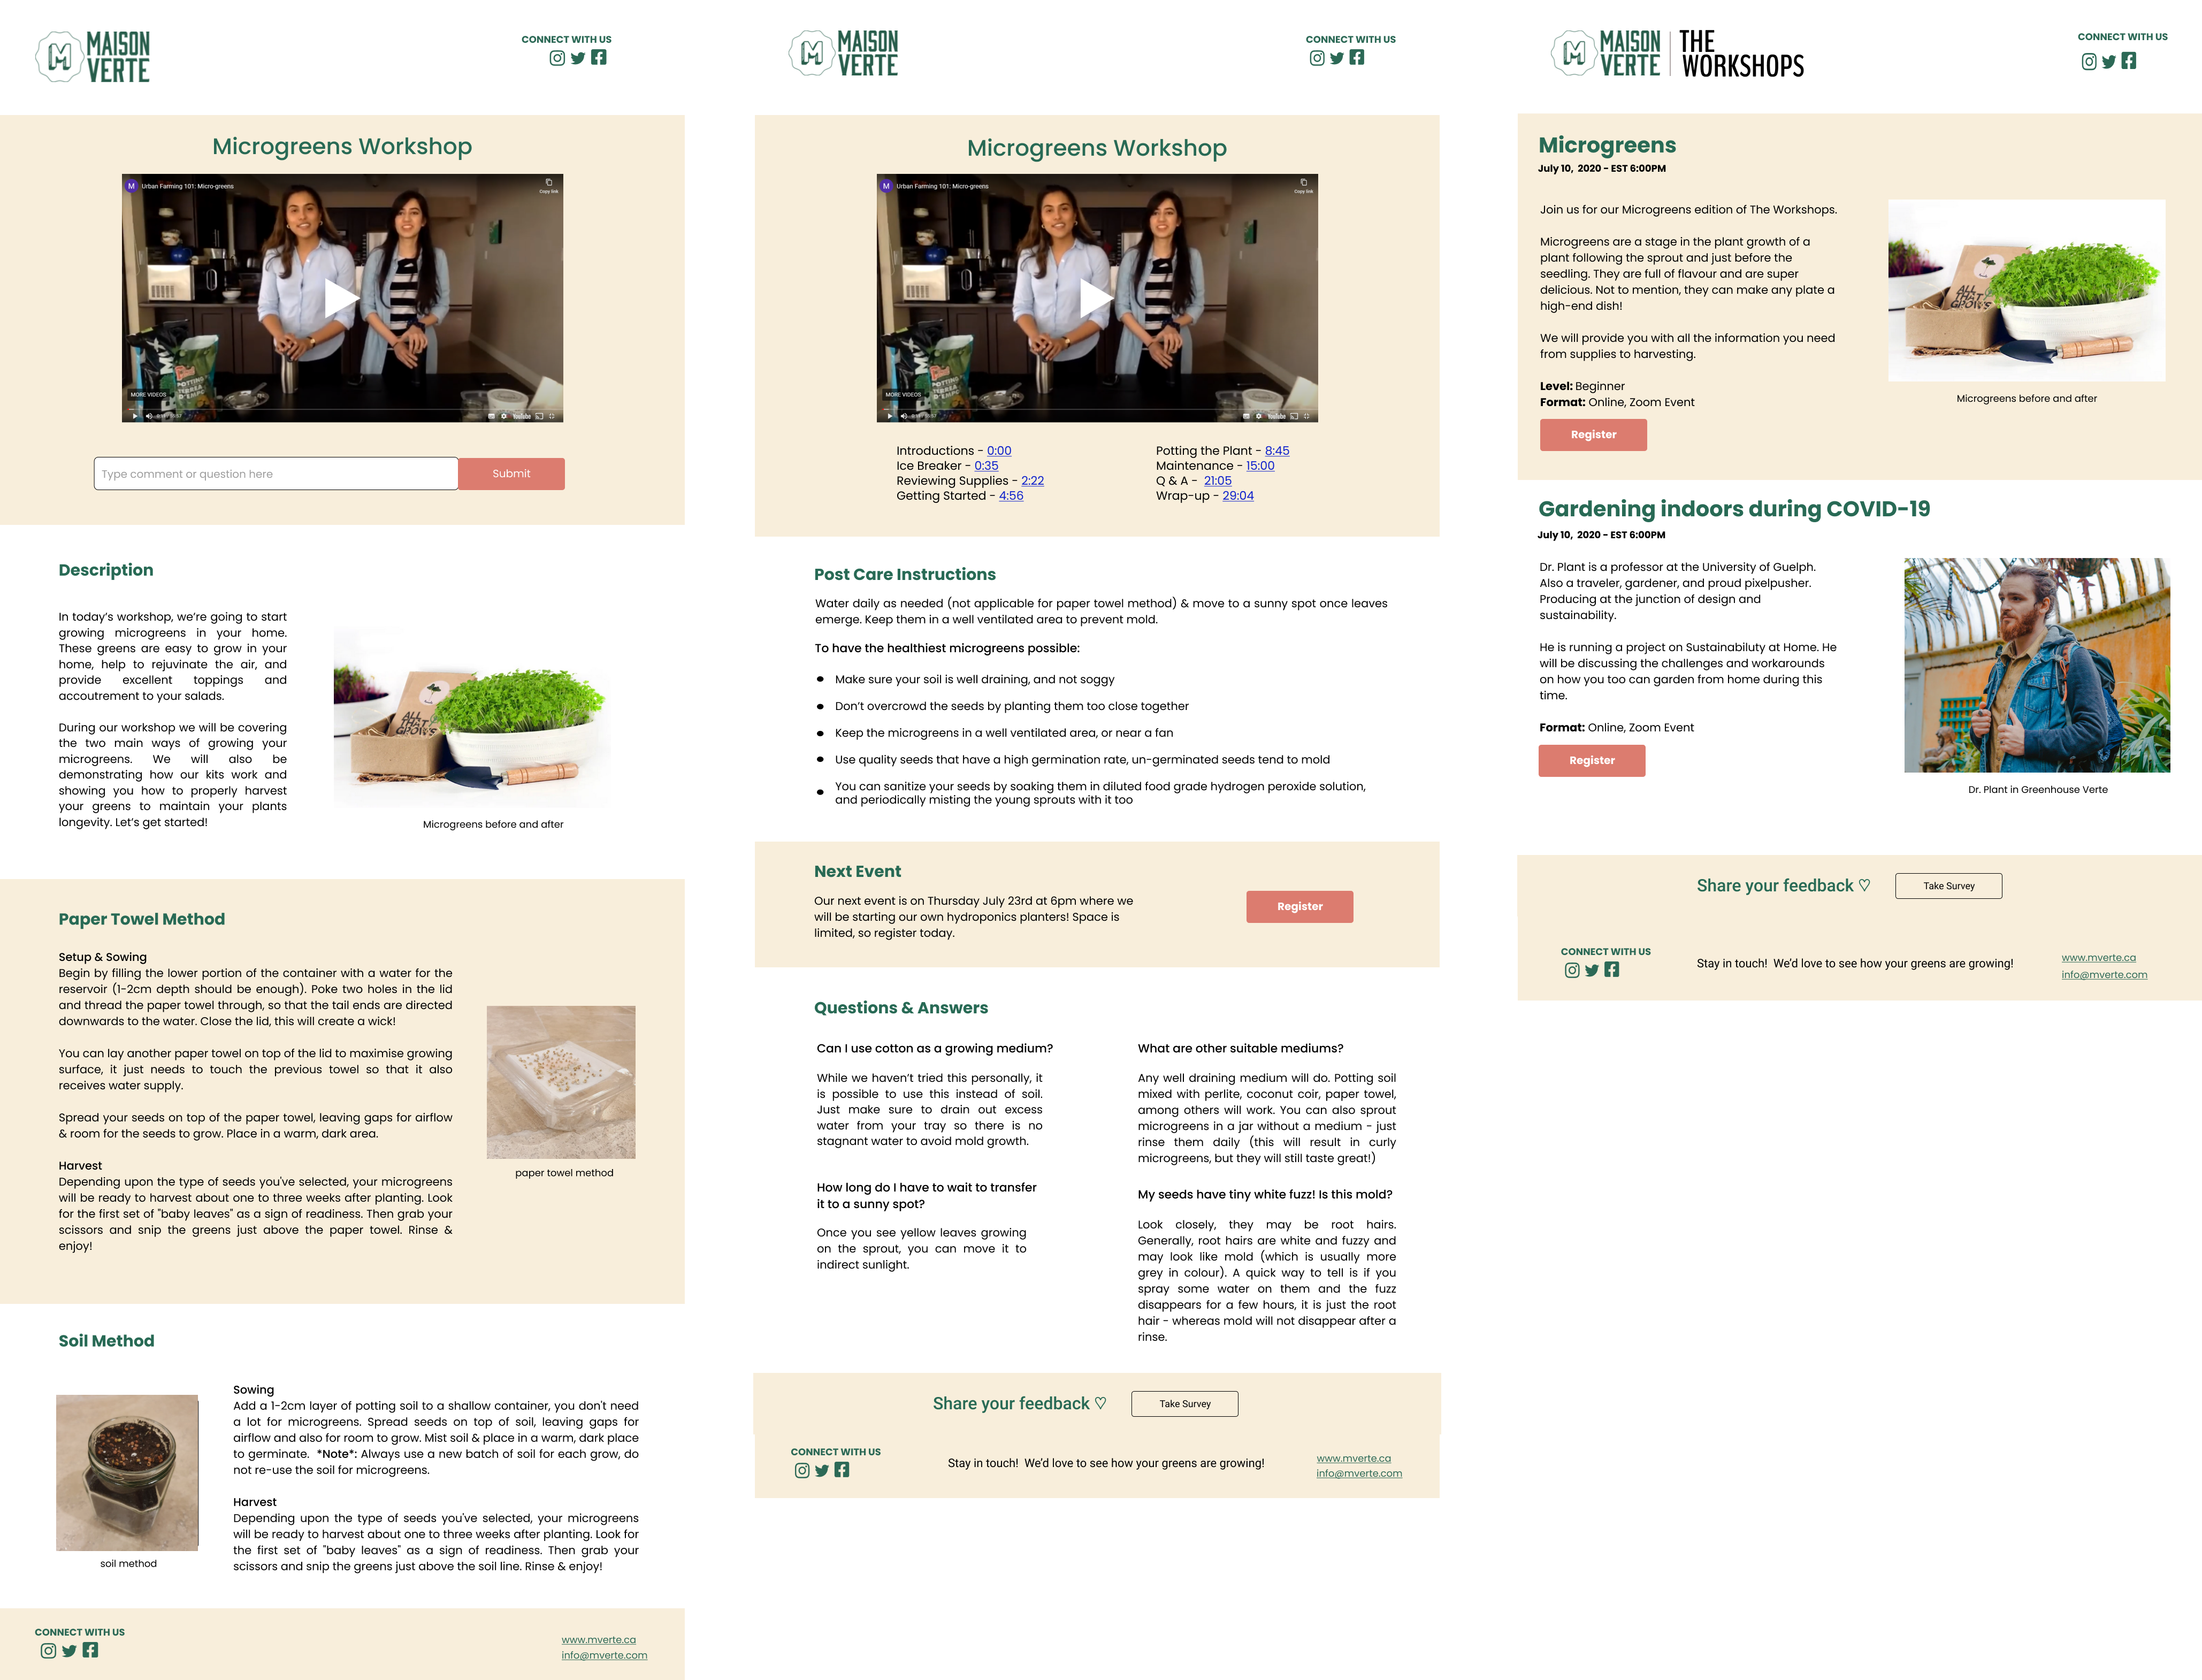 MAISON
VERTE
CONNECT WITH US
Microgreens Workshop
M Urban Farming 101: Micro-greens
Copy link
MORE VIDEOS
YouTube
Type comment or question here
Submit
Description
In today's workshop, we're going to start
growing microgreens in your home.
These greens are easy to grow in your
home, help to rejuvinate the air, and
provide excellent toppings and
accoutrement to your salads.
During our workshop we will be covering
the two main ways of growing your
microgreens. We will also be
demonstrating how our kits work and
showing you how to properly harvest
your greens to maintain your plants
longevity. Let's get started!
ALL
THAT
GROWS
Microgreens before and after
Paper Towel Method
Setup & Sowing
Begin by filling the lower portion of the container with a water for the
reservoir (1-2cm depth should be enough). Poke two holes in the lid
and thread the paper towel through, so that the tail ends are directed
downwards to the water. Close the lid, this will create a wick!
You can lay another paper towel on top of the lid to maximise growing
surface, it just needs to touch the previous towel so that it also
receives water supply.
Spread your seeds on top of the paper towel, leaving gaps for airflow
& room for the seeds to grow. Place in a warm, dark area.
Harvest
Depending upon the type of seeds you've selected, your microgreens
will be ready to harvest about one to three weeks after planting. Look
for the first set of "baby leaves" as a sign of readiness. Then grab your
scissors and snip the greens just above the paper towel. Rinse &
enjoy!
paper towel method
Soil Method
Sowing
Add a 1-2cm layer of potting soil to a shallow container, you don't need
a lot for microgreens. Spread seeds on top of soil, leaving gaps for
airflow and also for room to grow. Mist soil & place in a warm, dark place
to germinate. *Note*: Always use a new batch of soil for each grow, do
not re-use the soil for microgreens.
Harvest
Depending upon the type of seeds you've selected, your microgreens
will be ready to harvest about one to three weeks after planting. Look for
the first set of "baby leaves" as a sign of readiness. Then grab your
scissors and snip the greens just above the soil line. Rinse & enjoy!
soil method
CONNECT WITH US
www.mverte.ca
info@mverte.com
MAISON
VERTE
CONNECT WITH US
Microgreens Workshop
M Urban Farming 101: Micro-greens
Copy link
MORE VIDEOS
YouTube
Introductions - 0:00
Ice Breaker - 0:35
Reviewing Supplies - 2:22
Getting Started - 4:56
Potting the Plant - 8:45
Maintenance - 15:00
Q & A - 21:05
Wrap-up - 29:04
Post Care Instructions
Water daily as needed (not applicable for paper towel method) & move to a sunny spot once leaves
emerge. Keep them in a well ventilated area to prevent mold.
To have the healthiest microgreens possible:
● Make sure your soil is well draining, and not soggy
● Don't overcrowd the seeds by planting them too close together
● Keep the microgreens in a well ventilated area, or near a fan
● Use quality seeds that have a high germination rate, un-germinated seeds tend to mold
● You can sanitize your seeds by soaking them in diluted food grade hydrogen peroxide solution,
and periodically misting the young sprouts with it too
Next Event
Our next event is on Thursday July 23rd at 6pm where we
will be starting our own hydroponics planters! Space is
limited, so register today.
Register
Questions & Answers
Can I use cotton as a growing medium?
While we haven't tried this personally, it
is possible to use this instead of soil.
Just make sure to drain out excess
water from your tray so there is no
stagnant water to avoid mold growth.
How long do I have to wait to transfer
it to a sunny spot?
Once you see yellow leaves growing
on the sprout, you can move it to
indirect sunlight.
What are other suitable mediums?
Any well draining medium will do. Potting soil
mixed with perlite, coconut coir, paper towel,
among others will work. You can also sprout
microgreens in a jar without a medium - just
rinse them daily (this will result in curly
microgreens, but they will still taste great!)
My seeds have tiny white fuzz! Is this mold?
Look closely, they may be root hairs.
Generally, root hairs are white and fuzzy and
may look like mold (which is usually more
grey in colour). A quick way to tell is if you
spray some water on them and the fuzz
disappears for a few hours, it is just the root
hair - whereas mold will not disappear after a
rinse.
Share your feedback ♡
Take Survey
CONNECT WITH US
Stay in touch! We'd love to see how your greens are growing!
www.mverte.ca
info@mverte.com
MAISON
VERTE
THE
WORKSHOPS
CONNECT WITH US
Microgreens
July 10, 2020 - EST 6:00PM
Join us for our Microgreens edition of The Workshops.
Microgreens are a stage in the plant growth of a
plant following the sprout and just before the
seedling. They are full of flavour and are super
delicious. Not to mention, they can make any plate a
high-end dish!
We will provide you with all the information you need
from supplies to harvesting.
Level: Beginner
Format: Online, Zoom Event
Register
ALL
THAT
GROWS
Microgreens before and after
Gardening indoors during COVID-19
July 10, 2020 - EST 6:00PM
Dr. Plant is a professor at the University of Guelph.
Also a traveler, gardener, and proud pixelpusher.
Producing at the junction of design and
sustainability.
He is running a project on Sustainabiluty at Home. He
will be discussing the challenges and workarounds
on how you too can garden from home during this
time.
Format: Online, Zoom Event
Register
Dr. Plant in Greenhouse Verte
Share your feedback ♡
Take Survey
CONNECT WITH US
Stay in touch! We'd love to see how your greens are growing!
www.mverte.ca
info@mverte.com